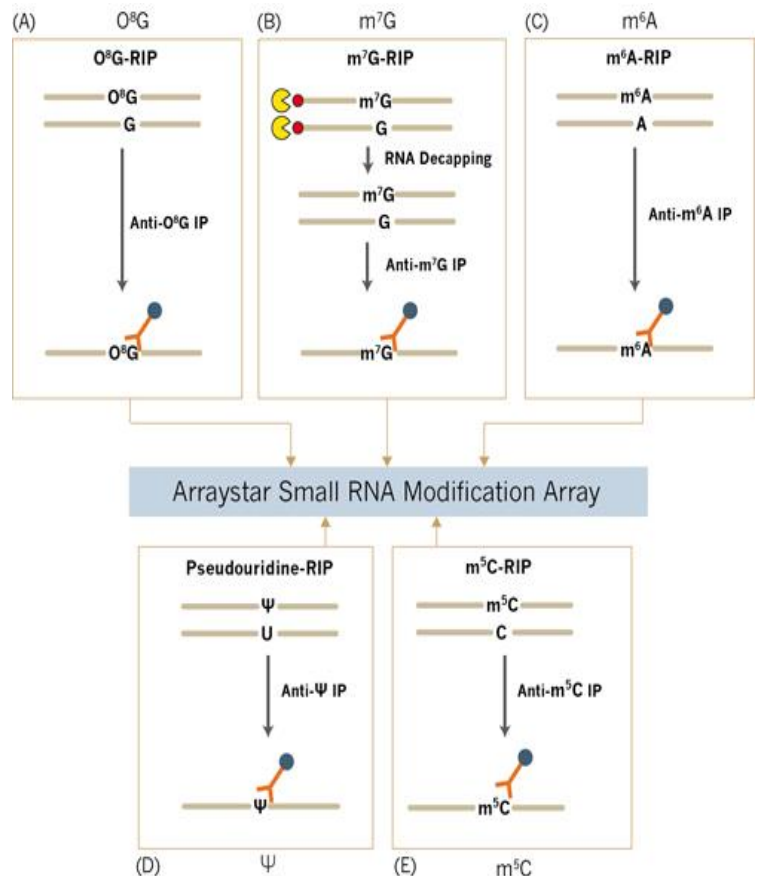 (A) O⁸G
O⁸G-RIP
O⁸G
G
Anti-O⁸G IP
O⁸G
(B) m⁷G
m⁷G-RIP
m⁷G
G
RNA Decapping
m⁷G
G
Anti-m⁷G IP
m⁷G
(C) m⁶A
m⁶A-RIP
m⁶A
A
Anti-m⁶A IP
m⁶A
Arraystar Small RNA Modification Array
Pseudouridine-RIP
Ψ
U
Anti-Ψ IP
Ψ
(D) Ψ
m⁵C-RIP
m⁵C
C
Anti-m⁵C IP
m⁵C
(E) m⁵C